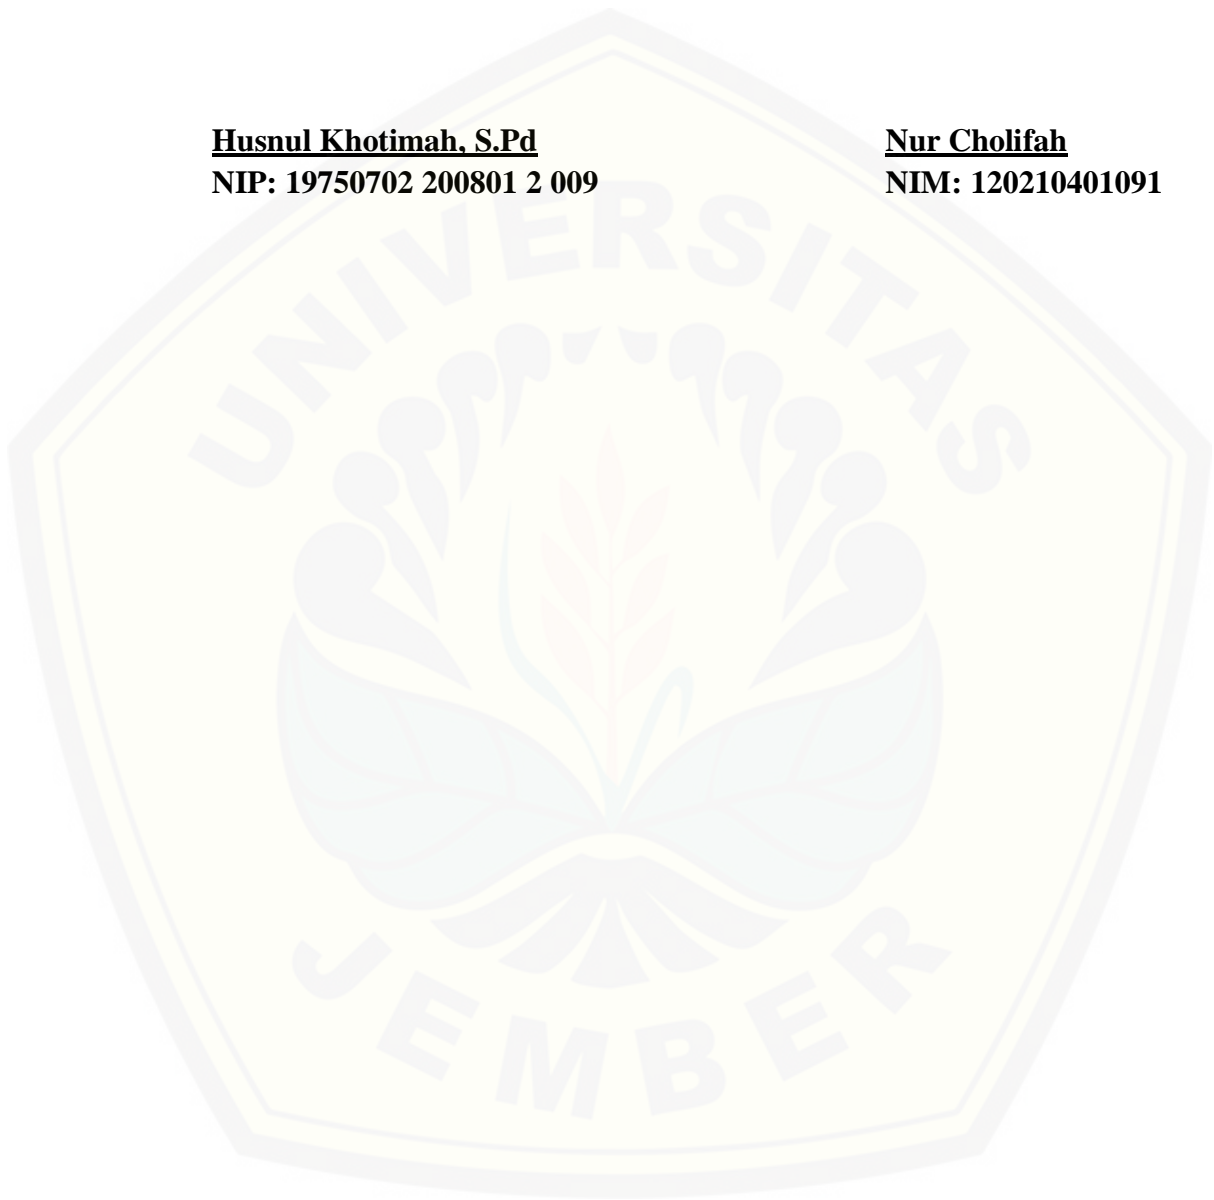 Husnul Khotimah, S.Pd
Nur Cholifah
NIP: 19750702 200801 2 009
NIM: 120210401091
UNIVERSITAS
JEMBER